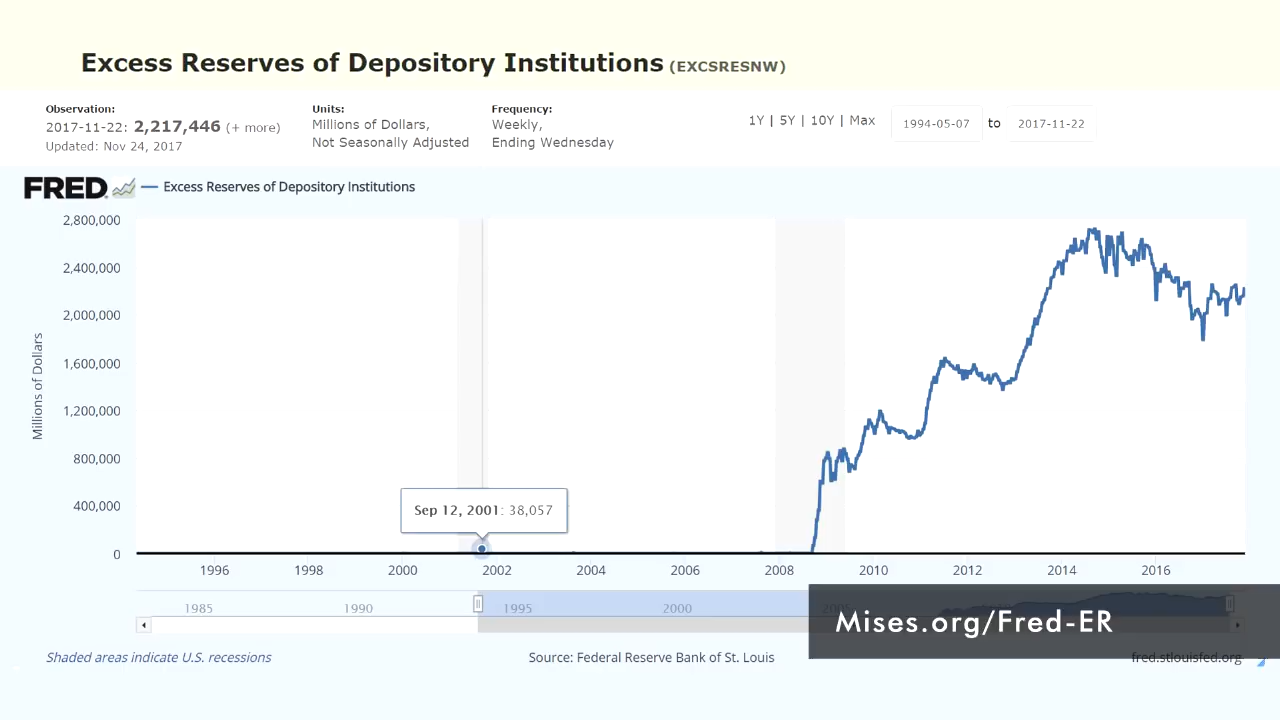 Excess Reserves of Depository Institutions (EXCSRESNW)
Observation:
2017-11-22: 2,217,446 (+ more)
Updated: Nov 24, 2017
Units:
Millions of Dollars,
Not Seasonally Adjusted
Frequency:
Weekly,
Ending Wednesday
1Y | 5Y | 10Y | Max
1994-05-07 to 2017-11-22
FRED
Excess Reserves of Depository Institutions
2,800,000
2,400,000
2,000,000
1,600,000
1,200,000
800,000
400,000
0
Millions of Dollars
Sep 12, 2001: 38,057
1996 1998 2000 2002 2004 2006 2008 2010 2012 2014 2016
1985 1990 1995 2000 2005
Mises.org/Fred-ER
Shaded areas indicate U.S. recessions
Source: Federal Reserve Bank of St. Louis
fred.stlouisfed.org